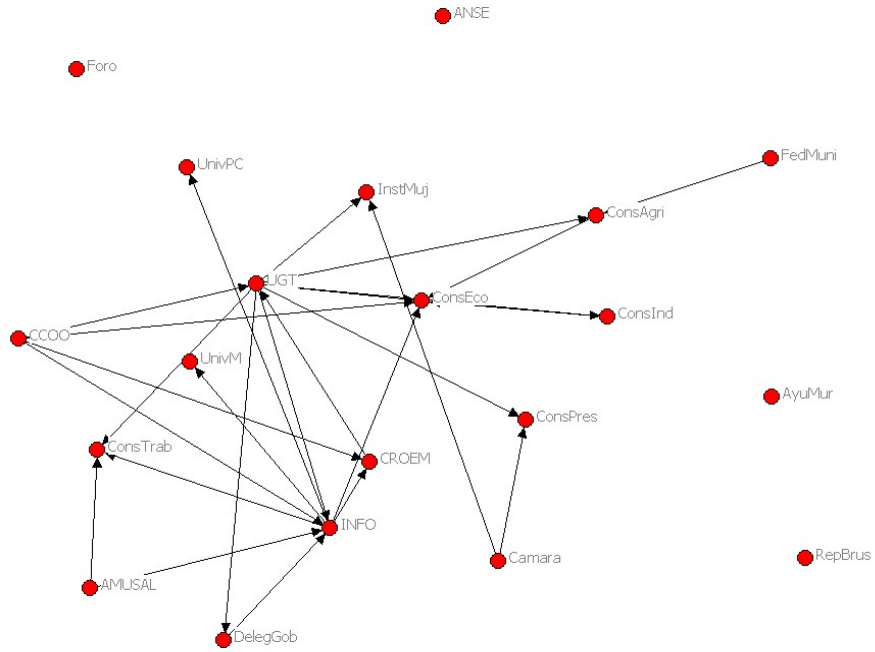 ANSE
Foro
FedMuni
UnivPC
InstMuj
ConsAgri
UGT
ConsEco
ConsInd
CCOO
UnivM
AyuMur
ConsPres
ConsTrab
CROEM
INFO
Camara
RepBrus
AMUSAL
DelegGob